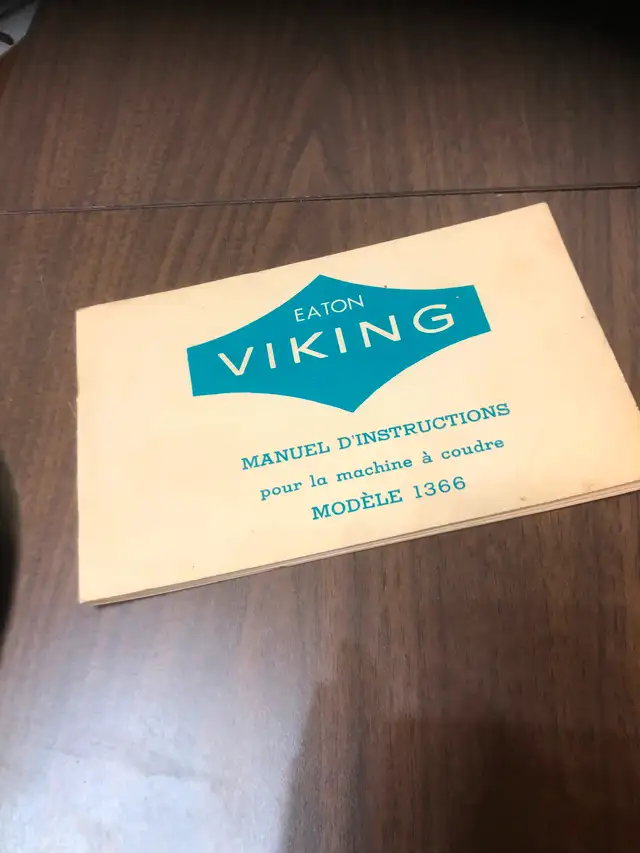 EATON
VIKING
MANUEL D'INSTRUCTIONS
pour la machine à coudre
MODÈLE 1366